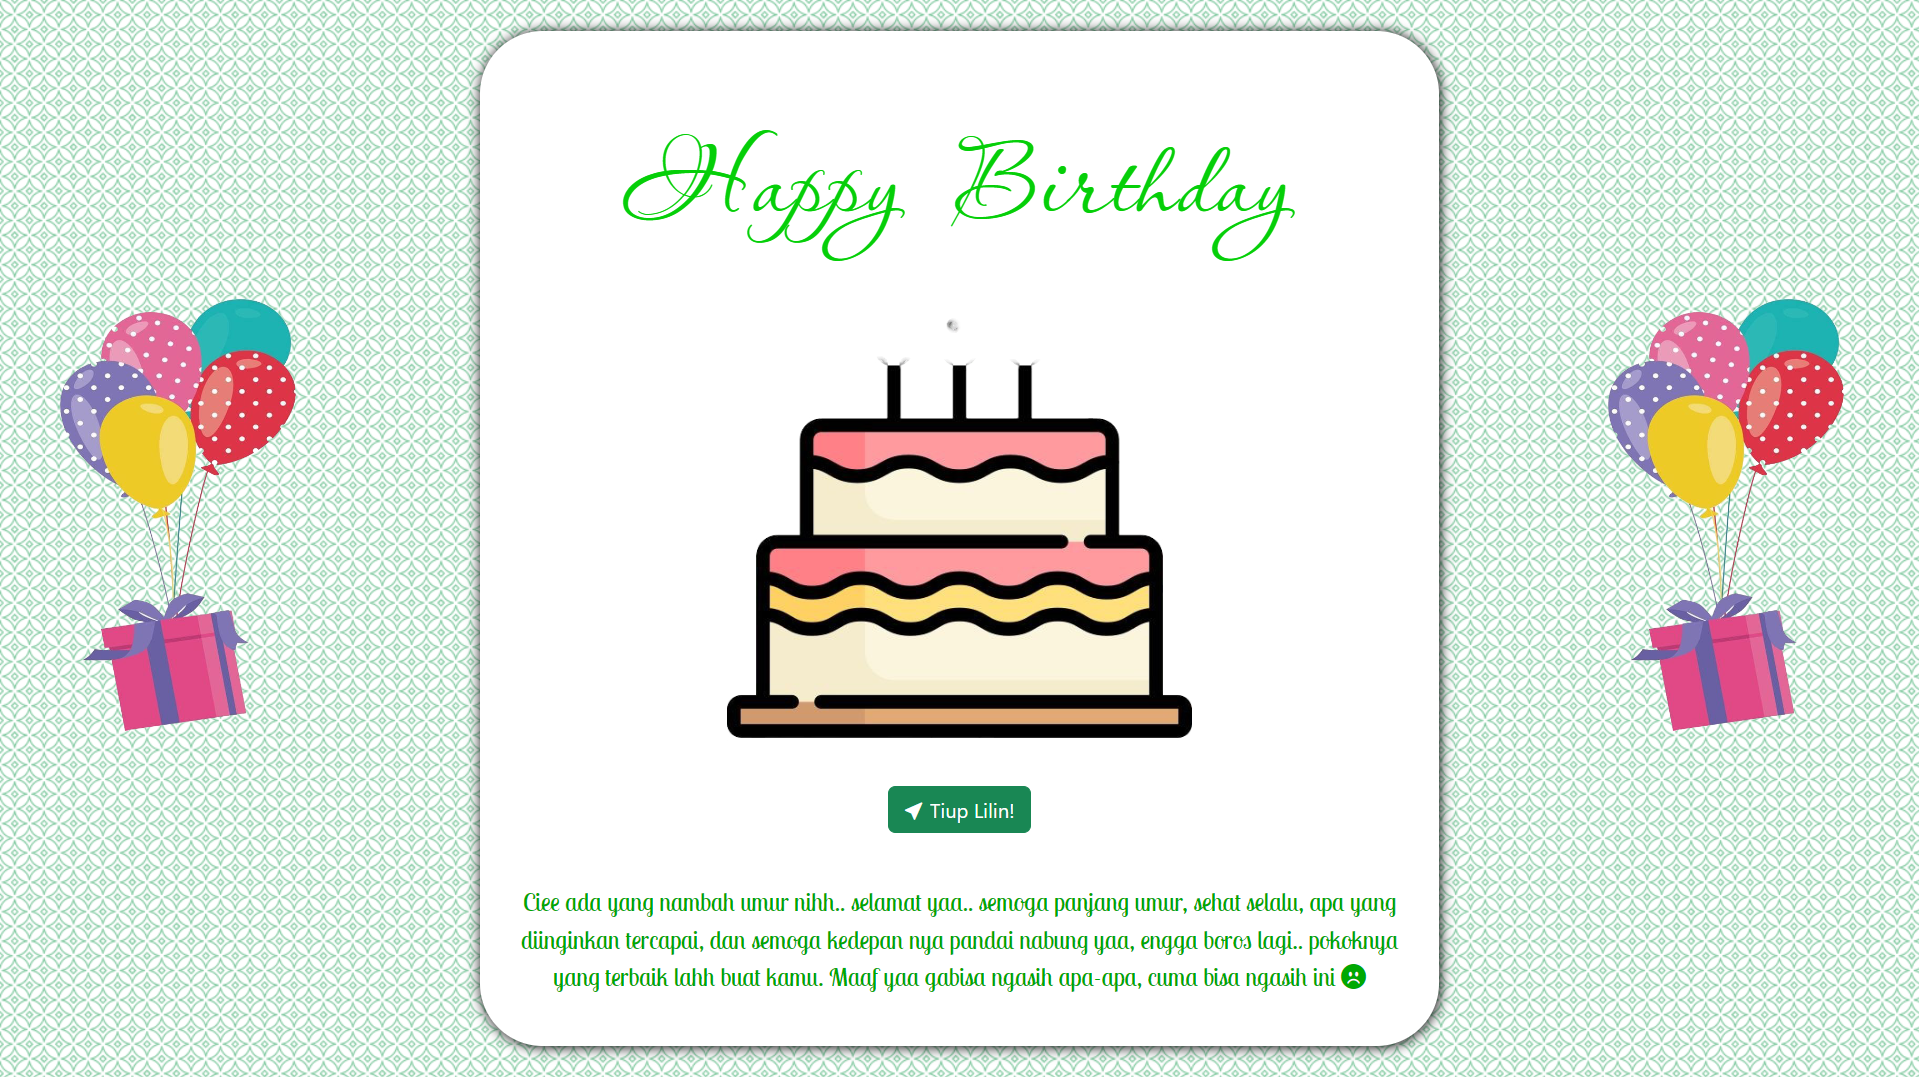 Happy Birthday
Tiup Lilin!
Ciee ada yang nambah umur nihh.. selamat yaa.. semoga panjang umur, sehat selalu, apa yang
diinginkan tercapai, dan semoga kedepan nya pandai nabung yaa, engga boros lagi.. pokoknya
yang terbaik lahh buat kamu. Maaf yaa gabisa ngasih apa-apa, cuma bisa ngasih ini